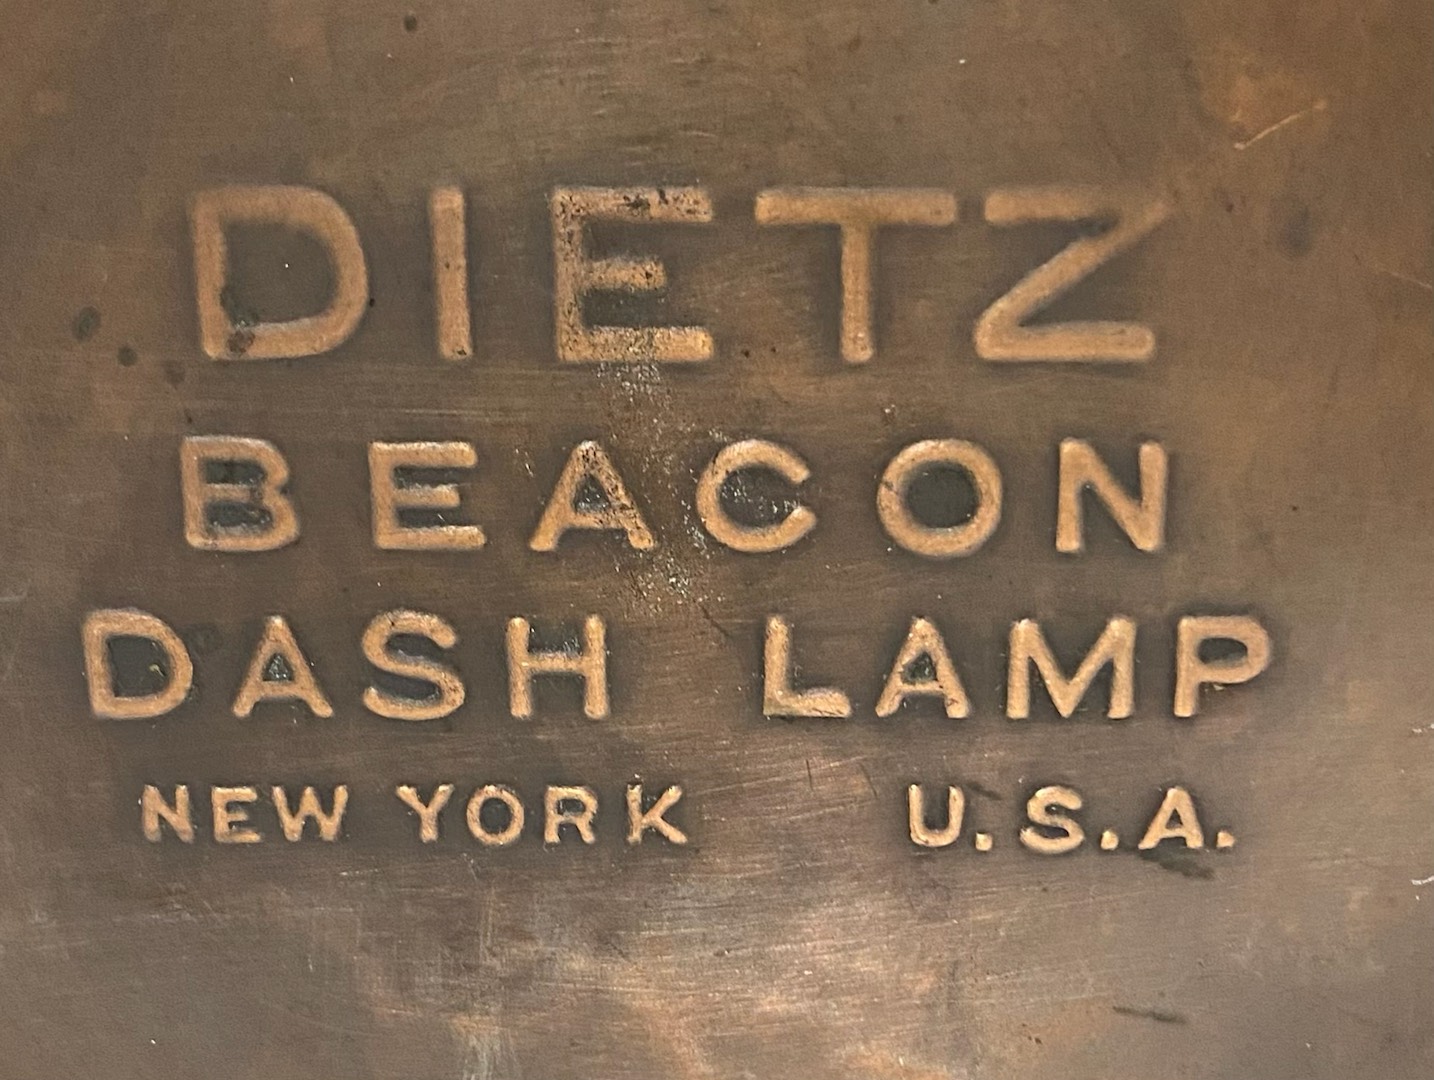 DIETZ
BEACON
DASH LAMP
NEW YORK U.S.A.